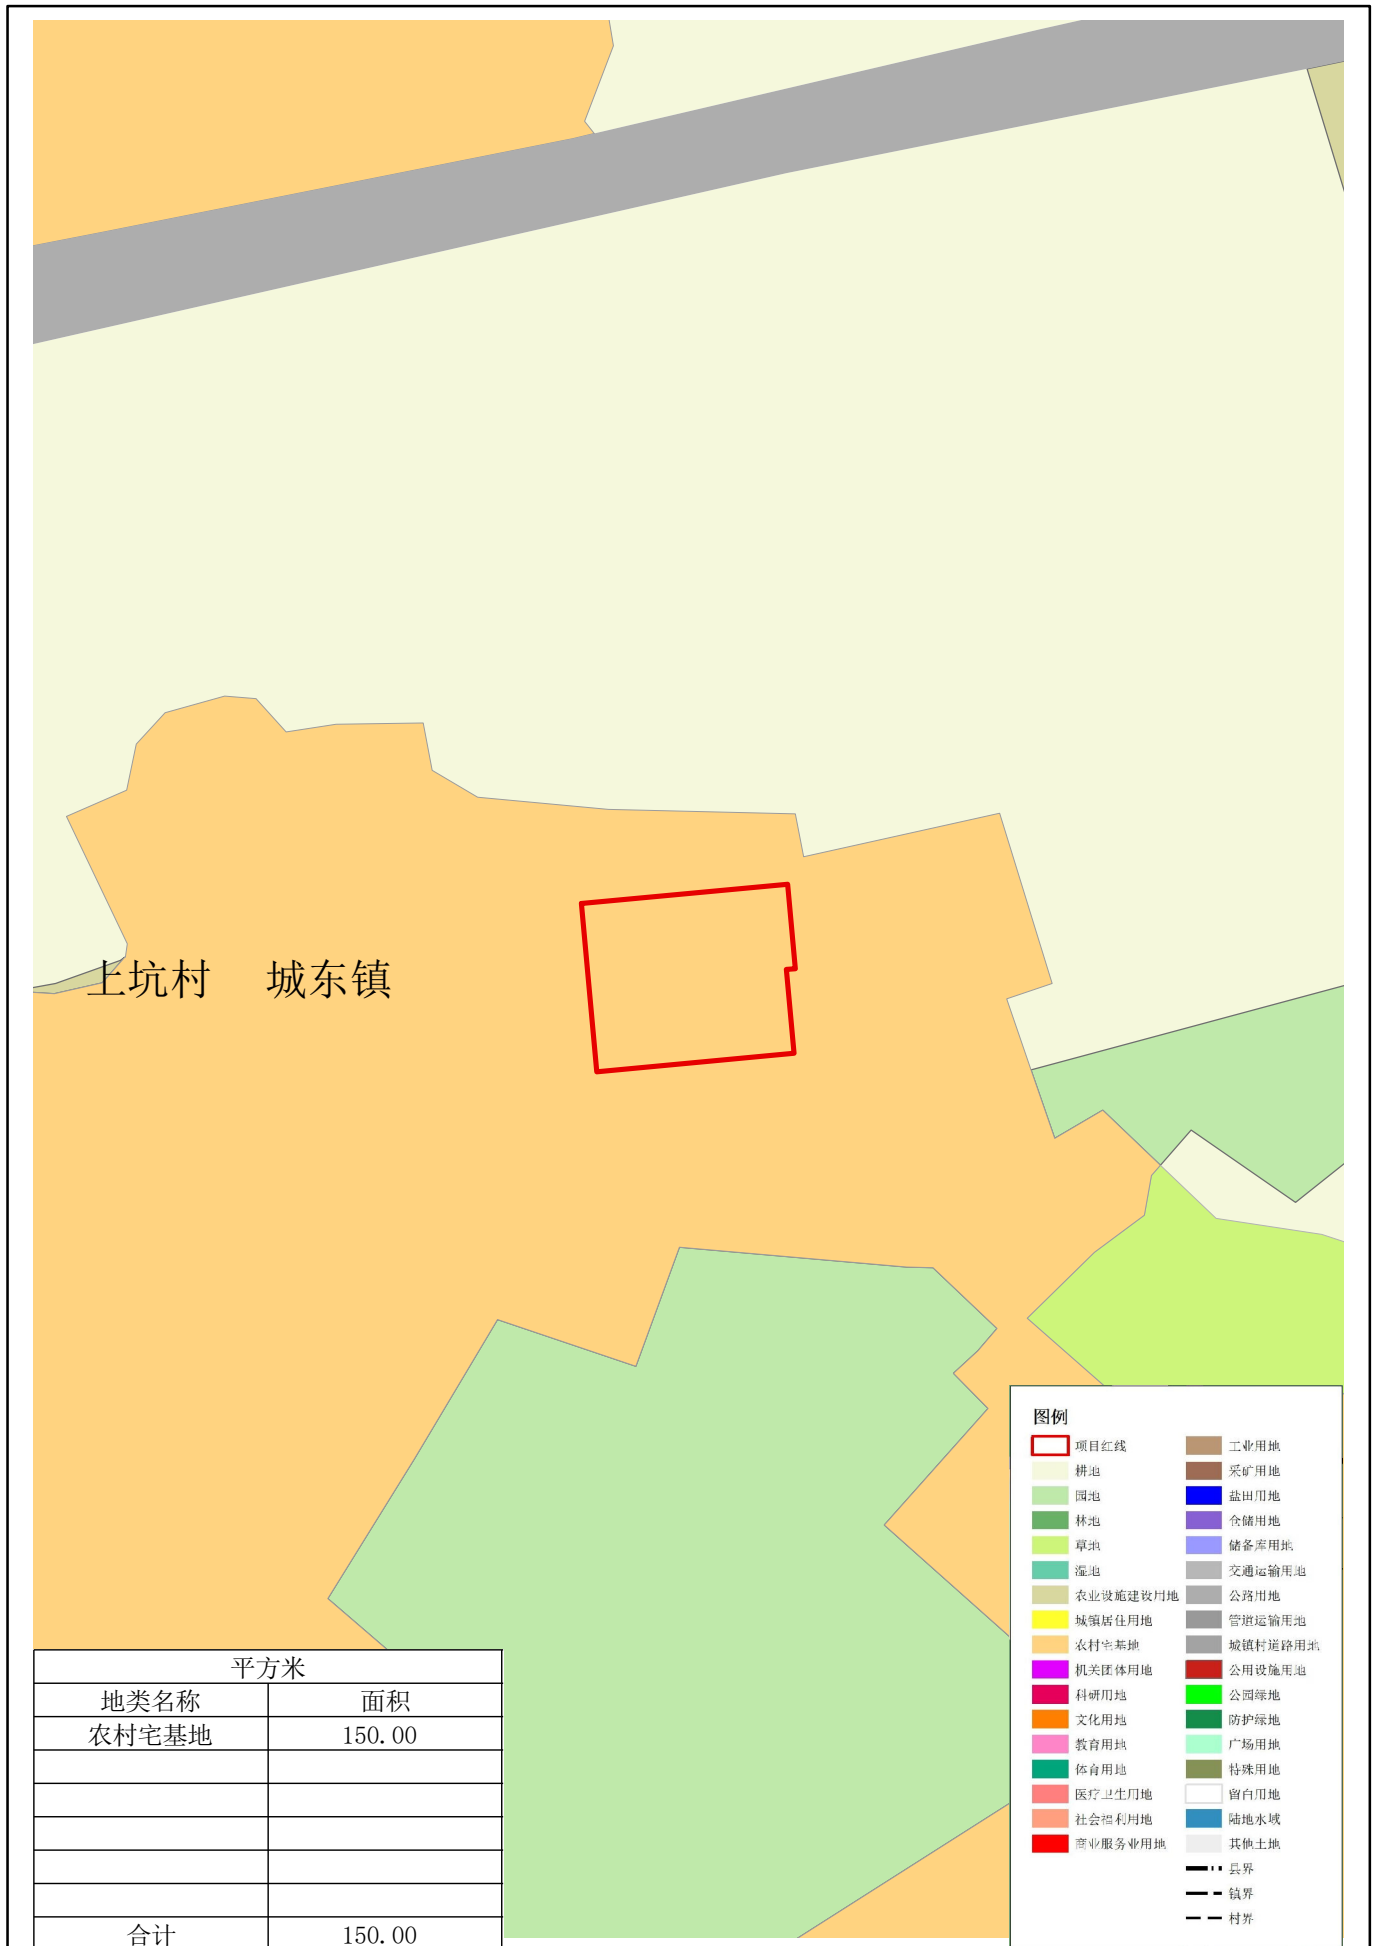 上坑村 城东镇
平方米
地类名称 面积
农村宅基地 150.00
合计 150.00
图例
项目红线
耕地
园地
林地
草地
湿地
农业设施建设用地
城镇居住用地
农村宅基地
机关团体用地
科研用地
文化用地
教育用地
体育用地
医疗卫生用地
社会福利用地
商业服务业用地
工业用地
采矿用地
盐田用地
仓储用地
储备库用地
交通运输用地
公路用地
管道运输用地
城镇村道路用地
公用设施用地
公园绿地
防护绿地
广场用地
特殊用地
留白用地
陆地水域
其他土地
县界
镇界
村界